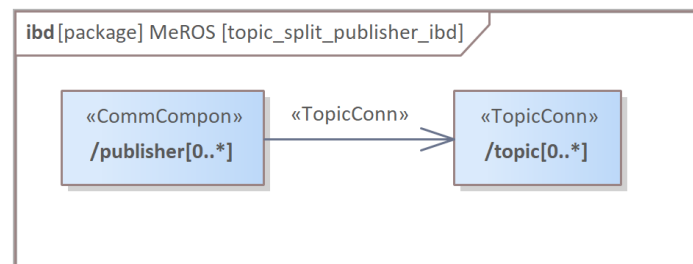 ibd [package] MeROS [topic_split_publisher_ibd]
«CommCompon»
/publisher[0..*]
«TopicConn»
«TopicConn»
/topic[0..*]